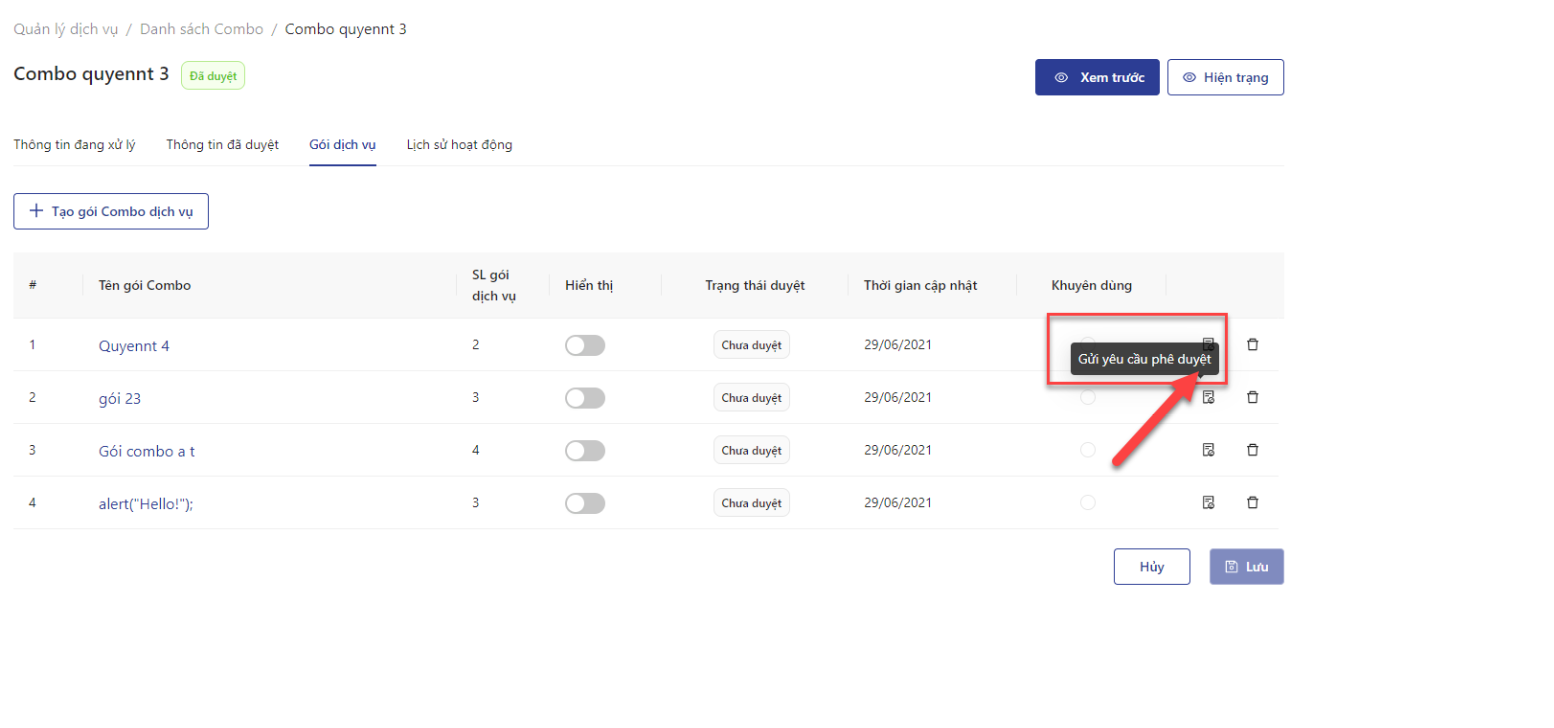 Quản lý dịch vụ / Danh sách Combo / Combo quyennt 3
Combo quyennt 3 Đã duyệt
Xem trước Hiện trạng
Thông tin đang xử lý Thông tin đã duyệt Gói dịch vụ Lịch sử hoạt động
+ Tạo gói Combo dịch vụ
# Tên gói Combo SL gói dịch vụ Hiển thị Trạng thái duyệt Thời gian cập nhật Khuyên dùng
1 Quyennt 4 2 Chưa duyệt 29/06/2021
Gửi yêu cầu phê duyệt
2 gói 23 3 Chưa duyệt 29/06/2021
3 Gói combo a t 4 Chưa duyệt 29/06/2021
4 alert("Hello!"); 3 Chưa duyệt 29/06/2021
Hủy Lưu